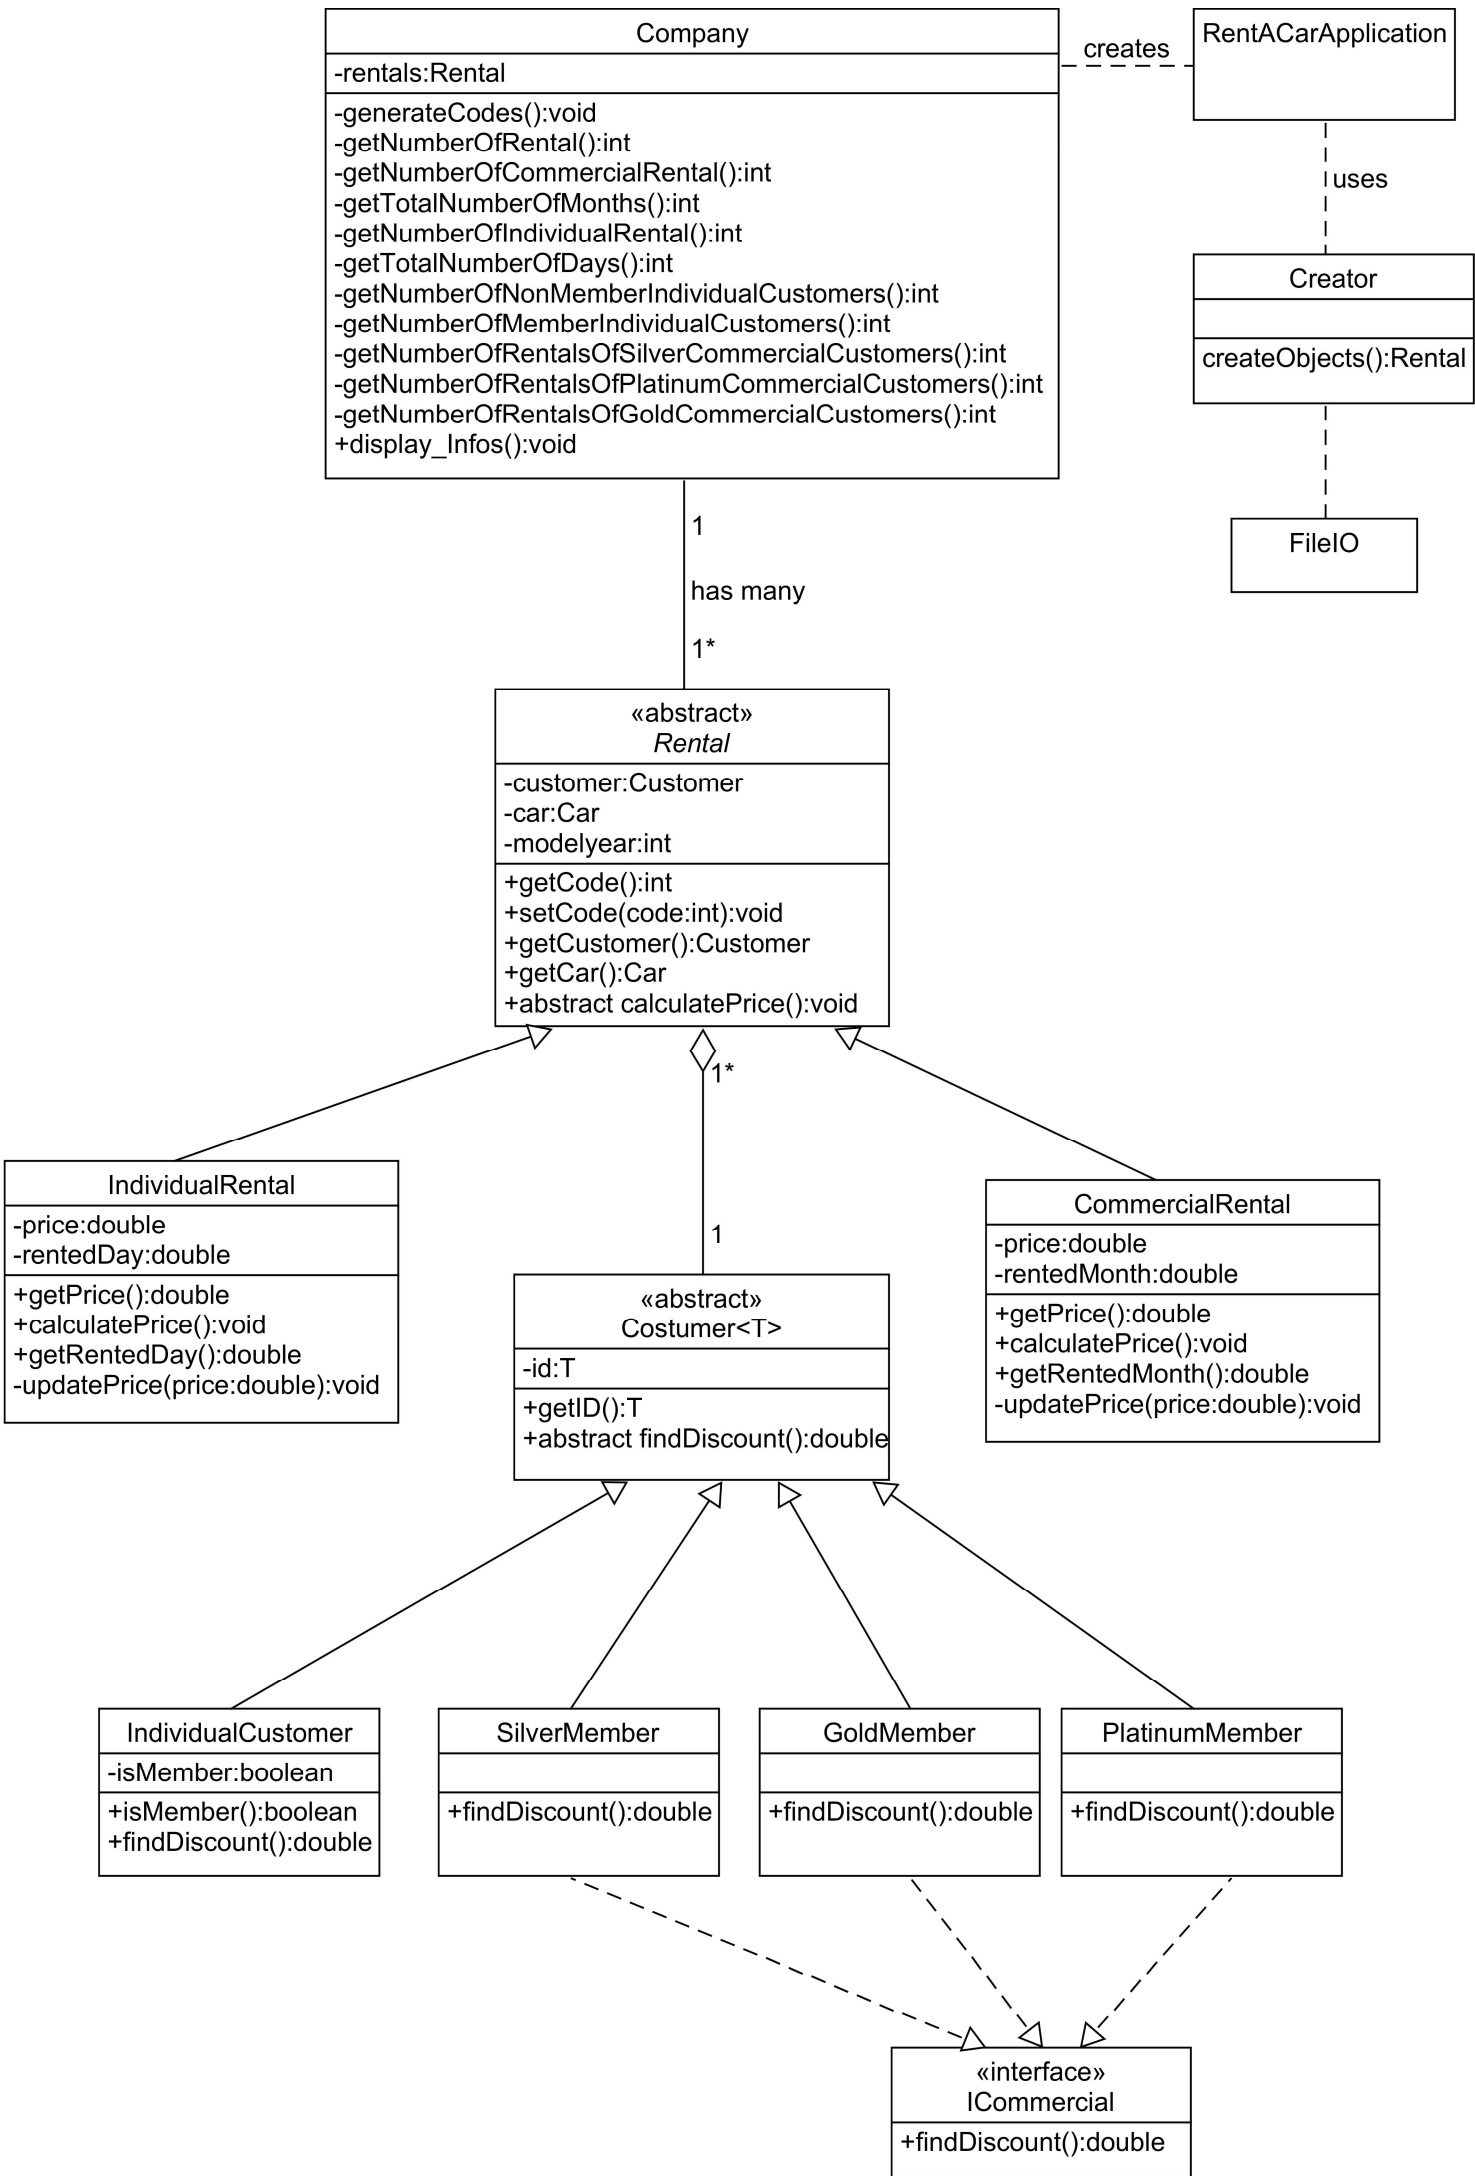 Company
-rentals:Rental
-generateCodes():void
-getNumberOfRental():int
-getNumberOfCommercialRental():int
-getTotalNumberOfMonths():int
-getNumberOfIndividualRental():int
-getTotalNumberOfDays():int
-getNumberOfNonMemberIndividualCustomers():int
-getNumberOfMemberIndividualCustomers():int
-getNumberOfRentalsOfSilverCommercialCustomers():int
-getNumberOfRentalsOfPlatinumCommercialCustomers():int
-getNumberOfRentalsOfGoldCommercialCustomers():int
+display_Infos():void
creates
RentACarApplication
uses
Creator
createObjects():Rental
FileIO
1
has many
1*
«abstract»
Rental
-customer:Customer
-car:Car
-modelyear:int
+getCode():int
+setCode(code:int):void
+getCustomer():Customer
+getCar():Car
+abstract calculatePrice():void
1*
1
IndividualRental
-price:double
-rentedDay:double
+getPrice():double
+calculatePrice():void
+getRentedDay():double
-updatePrice(price:double):void
«abstract»
Costumer<T>
-id:T
+getID():T
+abstract findDiscount():double
CommercialRental
-price:double
-rentedMonth:double
+getPrice():double
+calculatePrice():void
+getRentedMonth():double
-updatePrice(price:double):void
IndividualCustomer
-isMember:boolean
+isMember():boolean
+findDiscount():double
SilverMember
+findDiscount():double
GoldMember
+findDiscount():double
PlatinumMember
+findDiscount():double
«interface»
ICommercial
+findDiscount():double